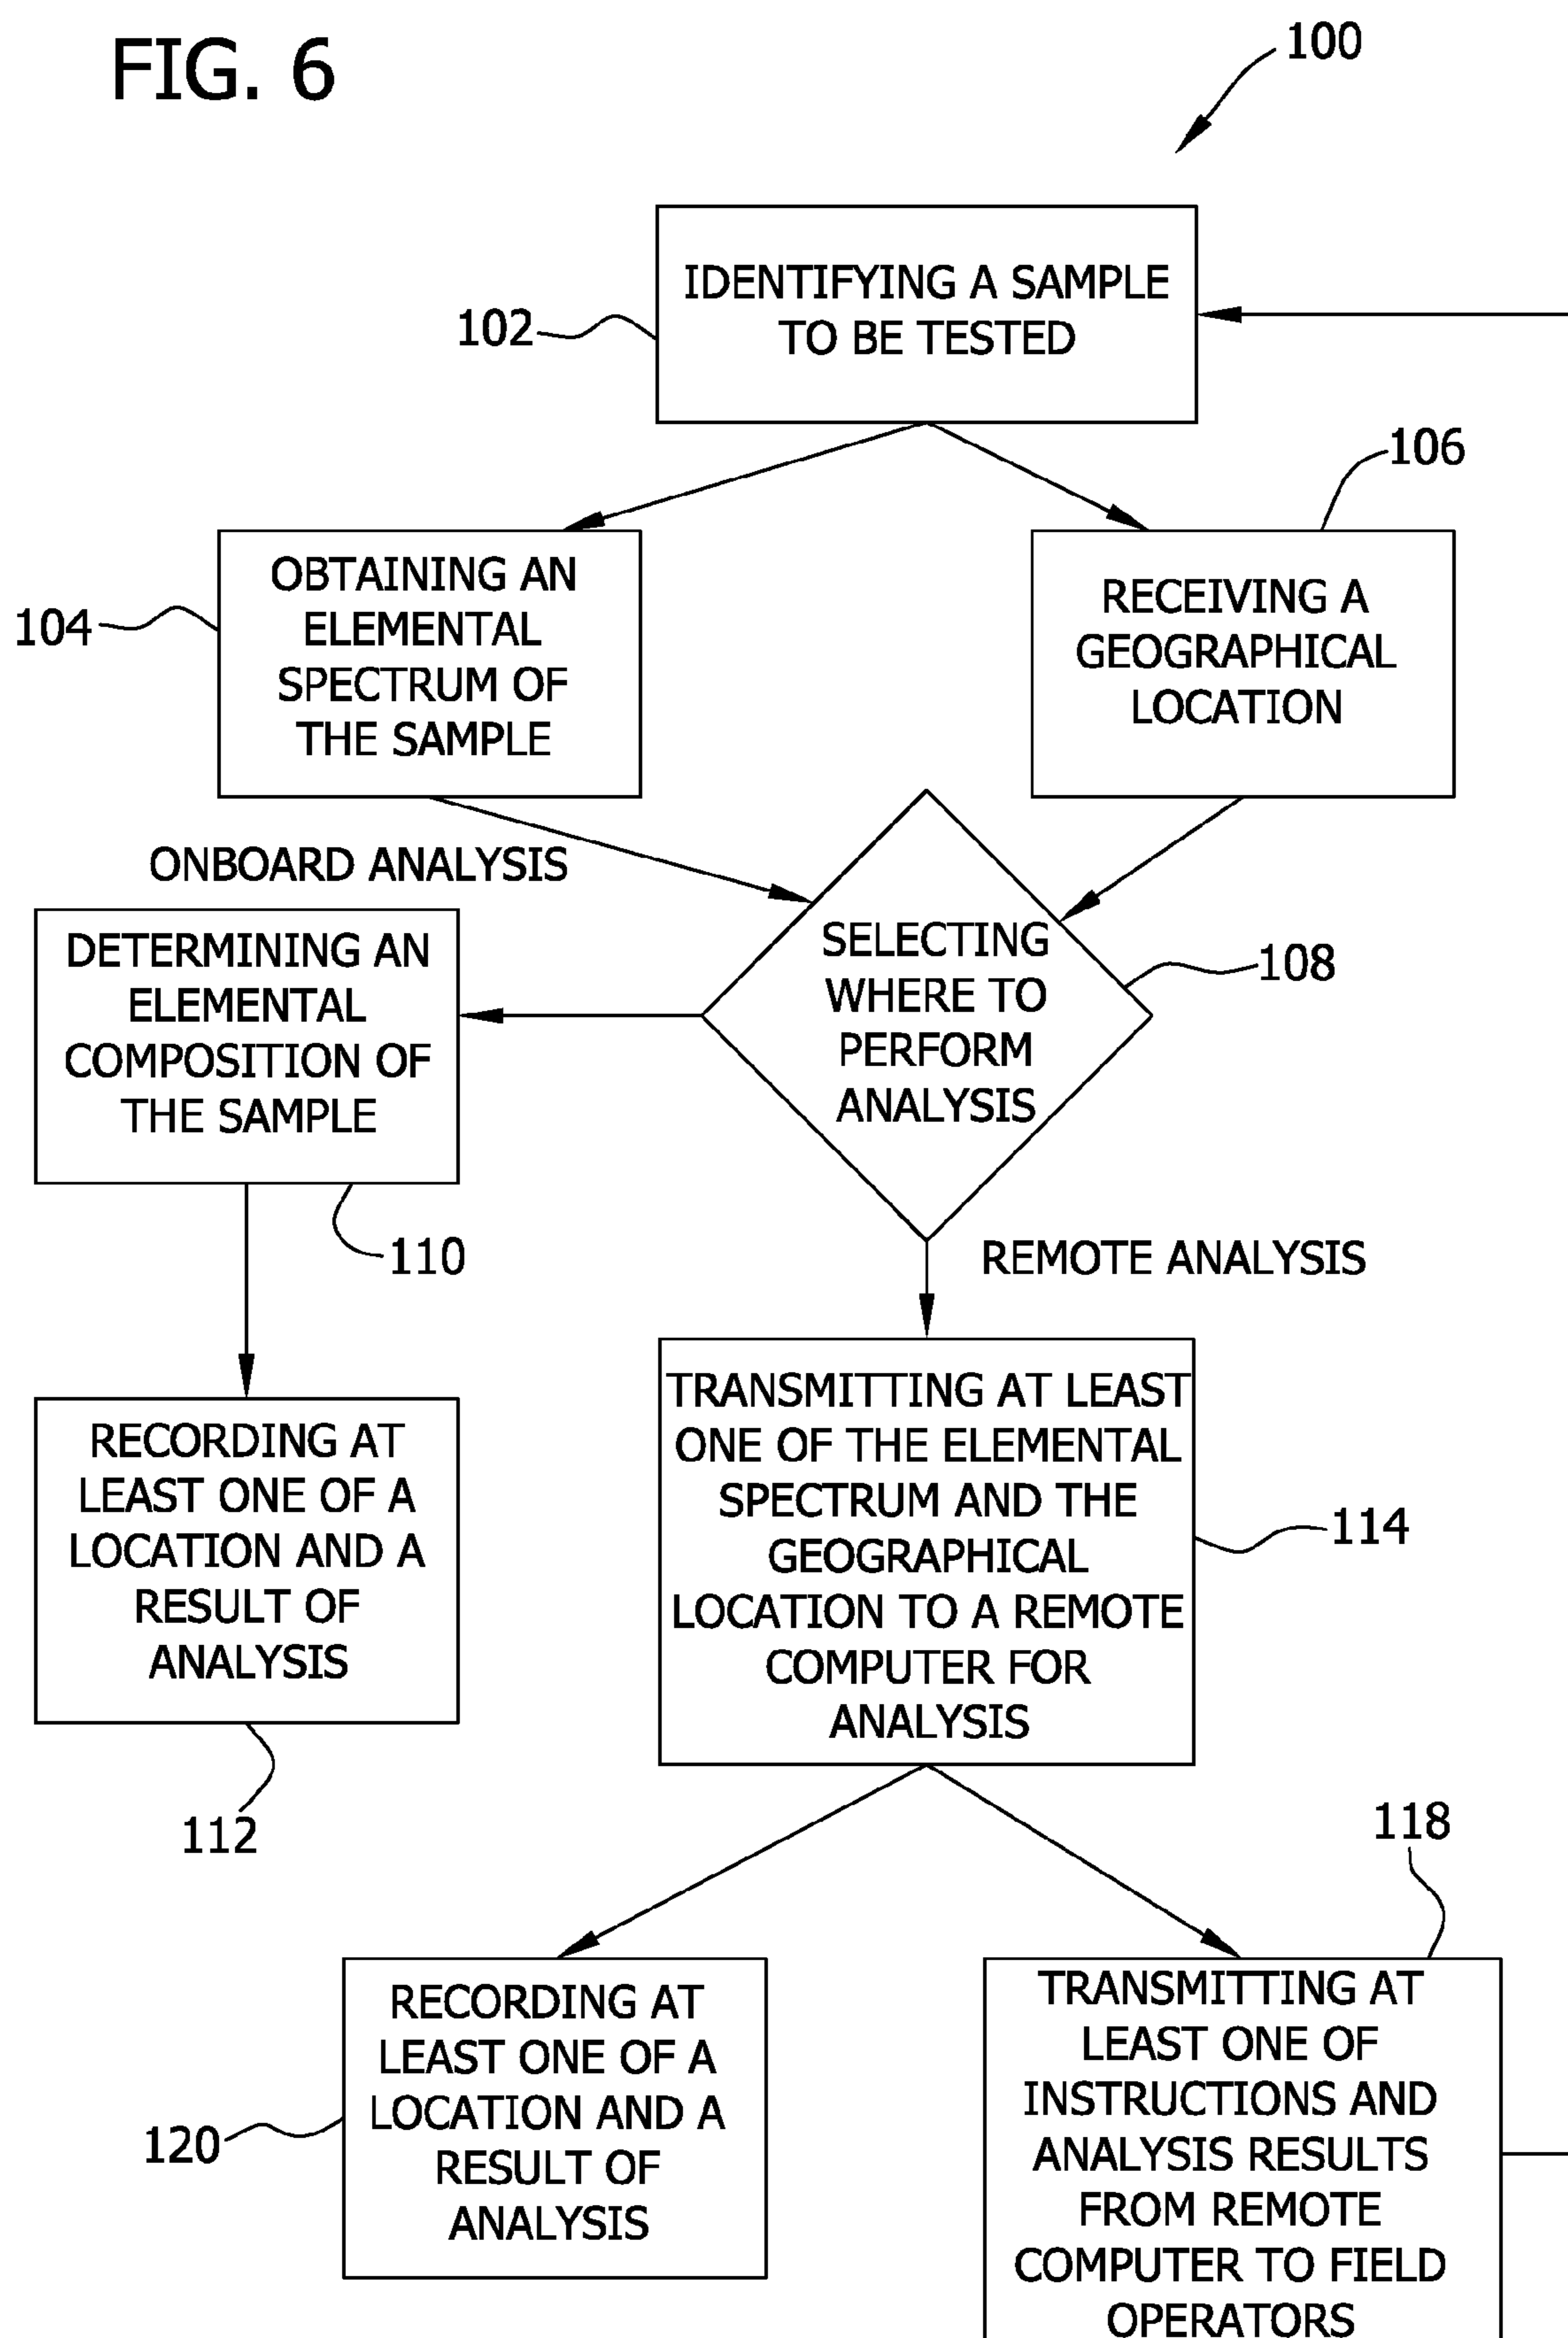 FIG. 6
100
IDENTIFYING A SAMPLE
TO BE TESTED
102
106
OBTAINING AN
ELEMENTAL
SPECTRUM OF
THE SAMPLE
104
RECEIVING A
GEOGRAPHICAL
LOCATION
ONBOARD ANALYSIS
SELECTING
WHERE TO
PERFORM
ANALYSIS
108
DETERMINING AN
ELEMENTAL
COMPOSITION OF
THE SAMPLE
110
REMOTE ANALYSIS
RECORDING AT
LEAST ONE OF A
LOCATION AND A
RESULT OF
ANALYSIS
112
TRANSMITTING AT LEAST
ONE OF THE ELEMENTAL
SPECTRUM AND THE
GEOGRAPHICAL
LOCATION TO A REMOTE
COMPUTER FOR
ANALYSIS
114
118
RECORDING AT
LEAST ONE OF A
LOCATION AND A
RESULT OF
ANALYSIS
120
TRANSMITTING AT
LEAST ONE OF
INSTRUCTIONS AND
ANALYSIS RESULTS
FROM REMOTE
COMPUTER TO FIELD
OPERATORS